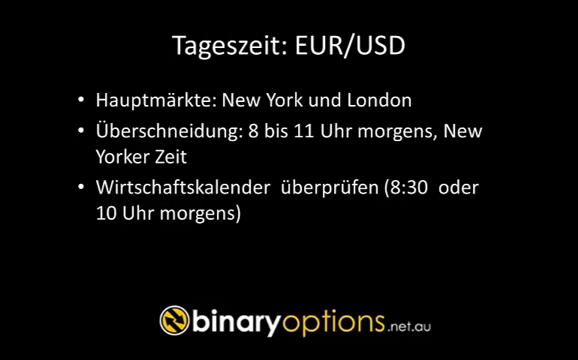 Tageszeit: EUR/USD
• Hauptmärkte: New York und London
• Überschneidung: 8 bis 11 Uhr morgens, New
Yorker Zeit
• Wirtschaftskalender überprüfen (8:30 oder
10 Uhr morgens)
binaryoptions.net.au